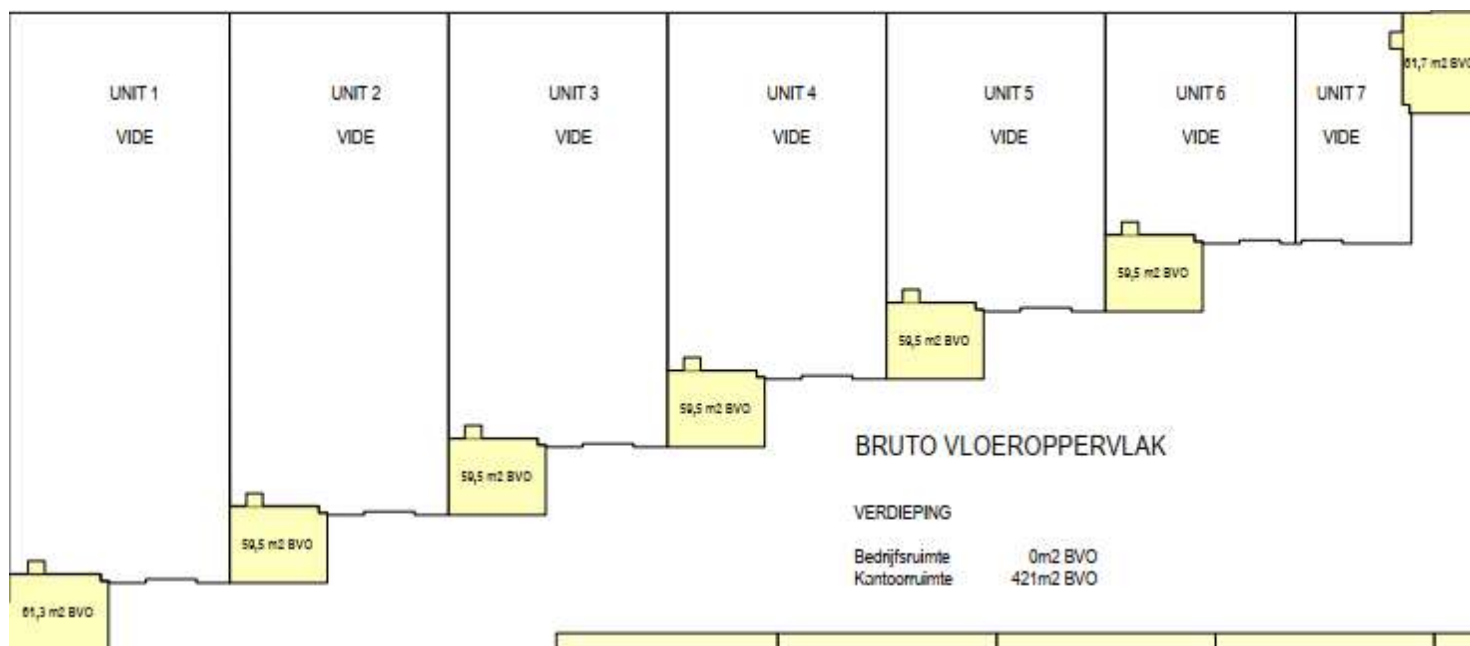 UNIT 1
VIDE
UNIT 2
VIDE
UNIT 3
VIDE
UNIT 4
VIDE
UNIT 5
VIDE
UNIT 6
VIDE
UNIT 7
VIDE
61,7 m2 BVO
59,5 m2 BVO
59,5 m2 BVO
59,5 m2 BVO
59,5 m2 BVO
59,5 m2 BVO
61,3 m2 BVO
BRUTO VLOEROPPERVLAK
VERDIEPING
Bedrijfsruimte 0m2 BVO
Kantoorruimte 421m2 BVO